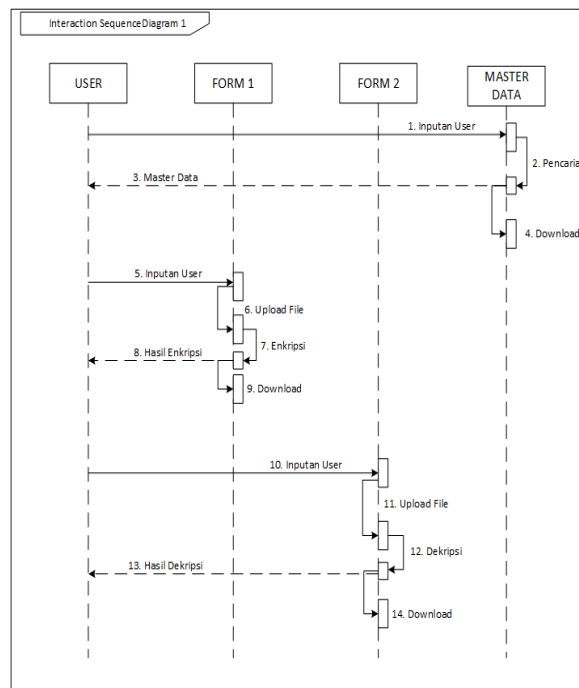 Interaction SequenceDiagram 1
USER
FORM 1
FORM 2
MASTER
DATA
1. Inputan User
2. Pencaria
3. Master Data
4. Download
5. Inputan User
6. Upload File
7. Enkripsi
8. Hasil Enkripsi
9. Download
10. Inputan User
11. Upload File
12. Dekripsi
13. Hasil Dekripsi
14. Download